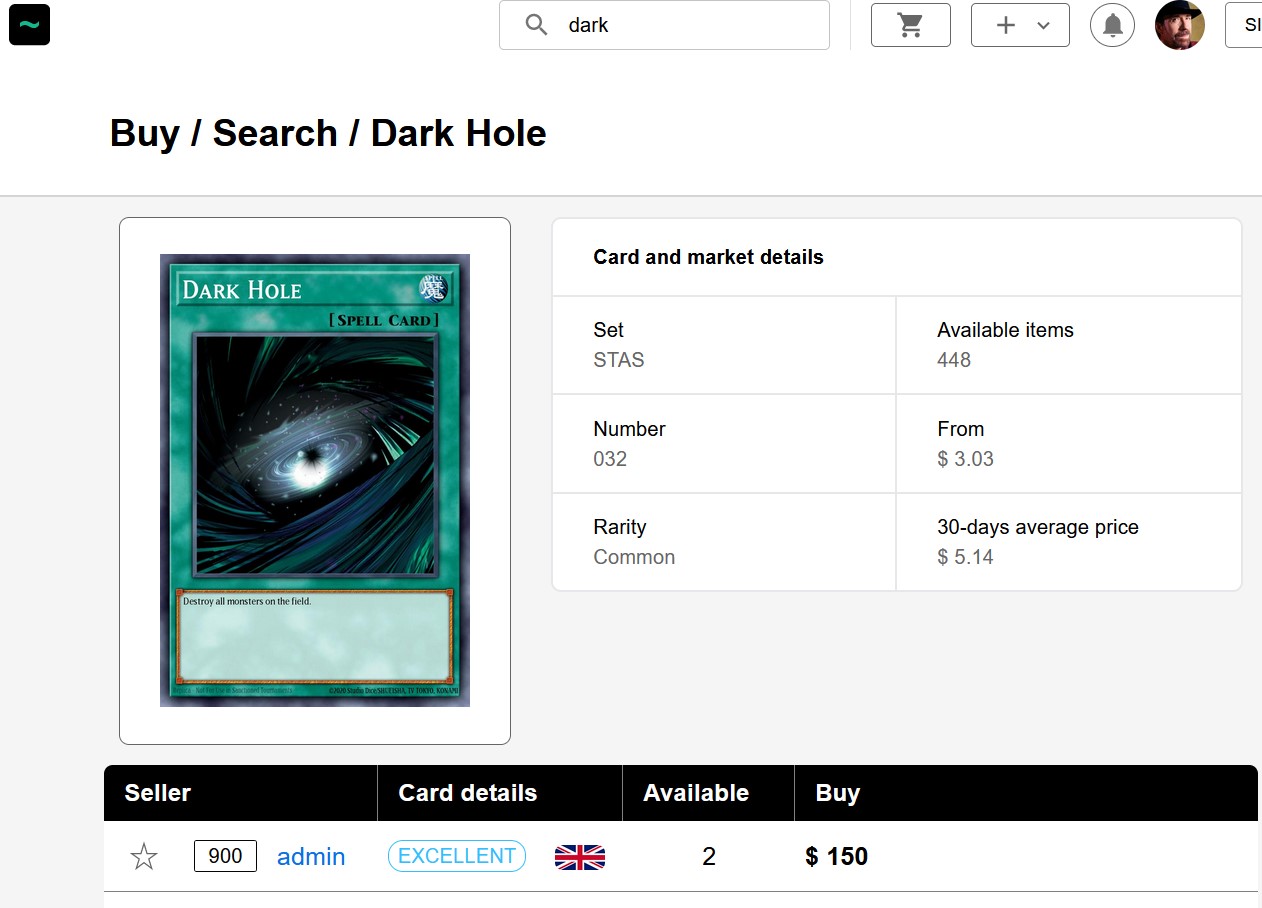 ~
dark
SI
Buy / Search / Dark Hole
DARK HOLE
SPELL
魔
[ SPELL CARD ]
Destroy all monsters on the field.
©2020 Studio Dice/SHUEISHA, TV TOKYO, KONAMI
Card and market details
Set
STAS
Available items
448
Number
032
From
$ 3.03
Rarity
Common
30-days average price
$ 5.14
Seller Card details Available Buy
900 admin EXCELLENT 2 $ 150